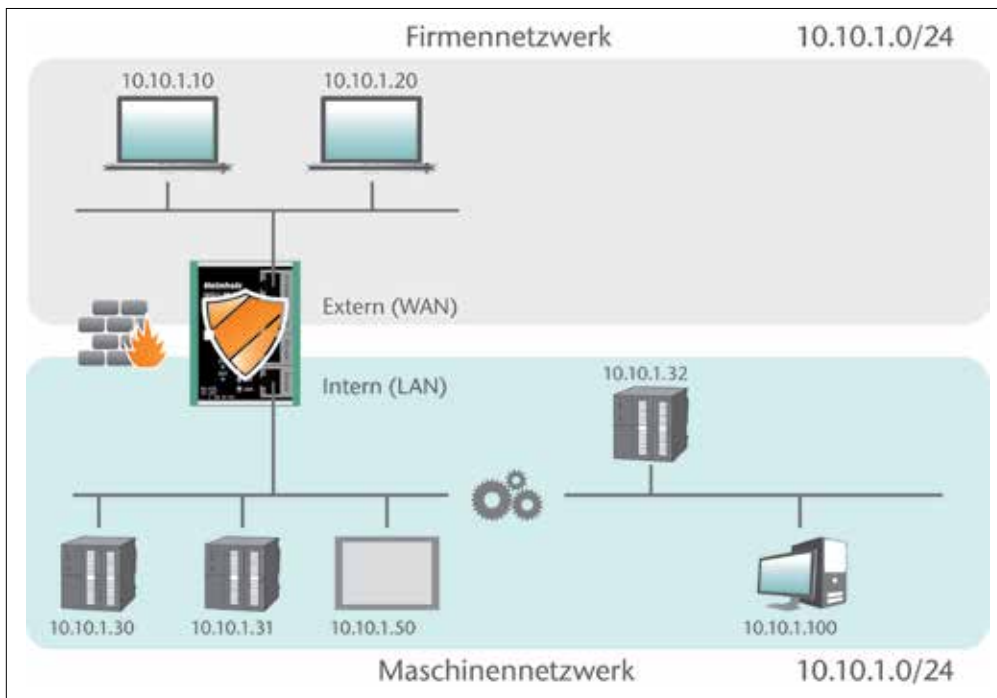 Firmennetzwerk 10.10.1.0/24
10.10.1.10 10.10.1.20
Helmholz
Extern (WAN)
Intern (LAN)
10.10.1.32
10.10.1.30 10.10.1.31 10.10.1.50 10.10.1.100
Maschinennetzwerk 10.10.1.0/24